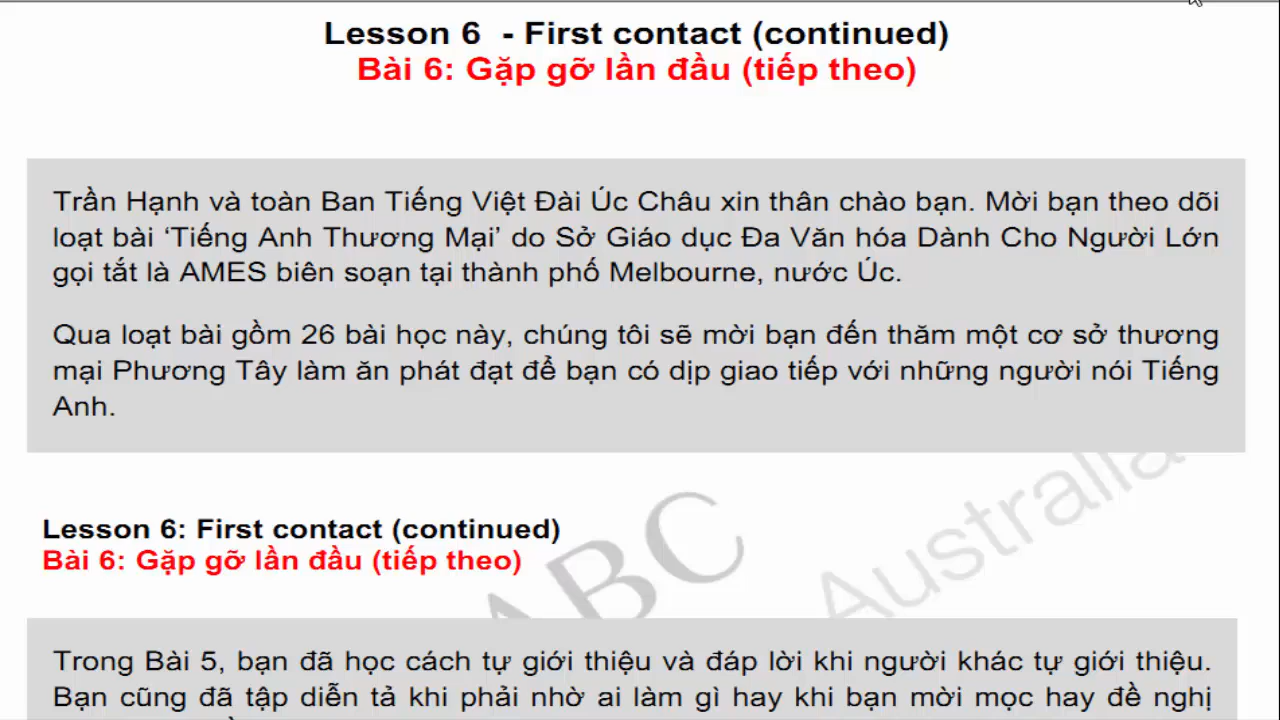 Lesson 6 - First contact (continued)
Bài 6: Gặp gỡ lần đầu (tiếp theo)
Trần Hạnh và toàn Ban Tiếng Việt Đài Úc Châu xin thân chào bạn. Mời bạn theo dõi
loạt bài ‘Tiếng Anh Thương Mại’ do Sở Giáo dục Đa Văn hóa Dành Cho Người Lớn
gọi tắt là AMES biên soạn tại thành phố Melbourne, nước Úc.
Qua loạt bài gồm 26 bài học này, chúng tôi sẽ mời bạn đến thăm một cơ sở thương
mại Phương Tây làm ăn phát đạt để bạn có dịp giao tiếp với những người nói Tiếng
Anh.
Lesson 6: First contact (continued)
Bài 6: Gặp gỡ lần đầu (tiếp theo)
ABC Australia
Trong Bài 5, bạn đã học cách tự giới thiệu và đáp lời khi người khác tự giới thiệu.
Bạn cũng đã tập diễn tả khi phải nhờ ai làm gì hay khi bạn mời mọc hay đề nghị